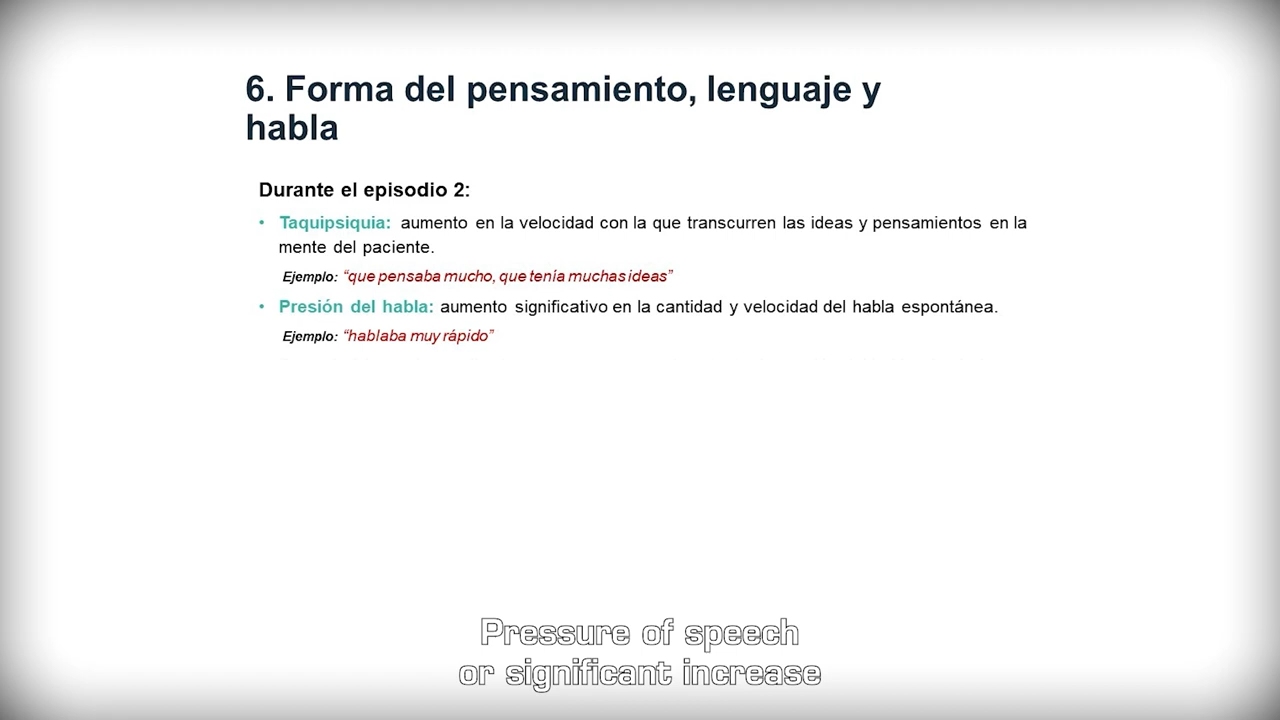 6. Forma del pensamiento, lenguaje y
habla
Durante el episodio 2:
• Taquipsiquia: aumento en la velocidad con la que transcurren las ideas y pensamientos en la
mente del paciente.
Ejemplo: “que pensaba mucho, que tenía muchas ideas”
• Presión del habla: aumento significativo en la cantidad y velocidad del habla espontánea.
Ejemplo: “hablaba muy rápido”
Pressure of speech
or significant increase